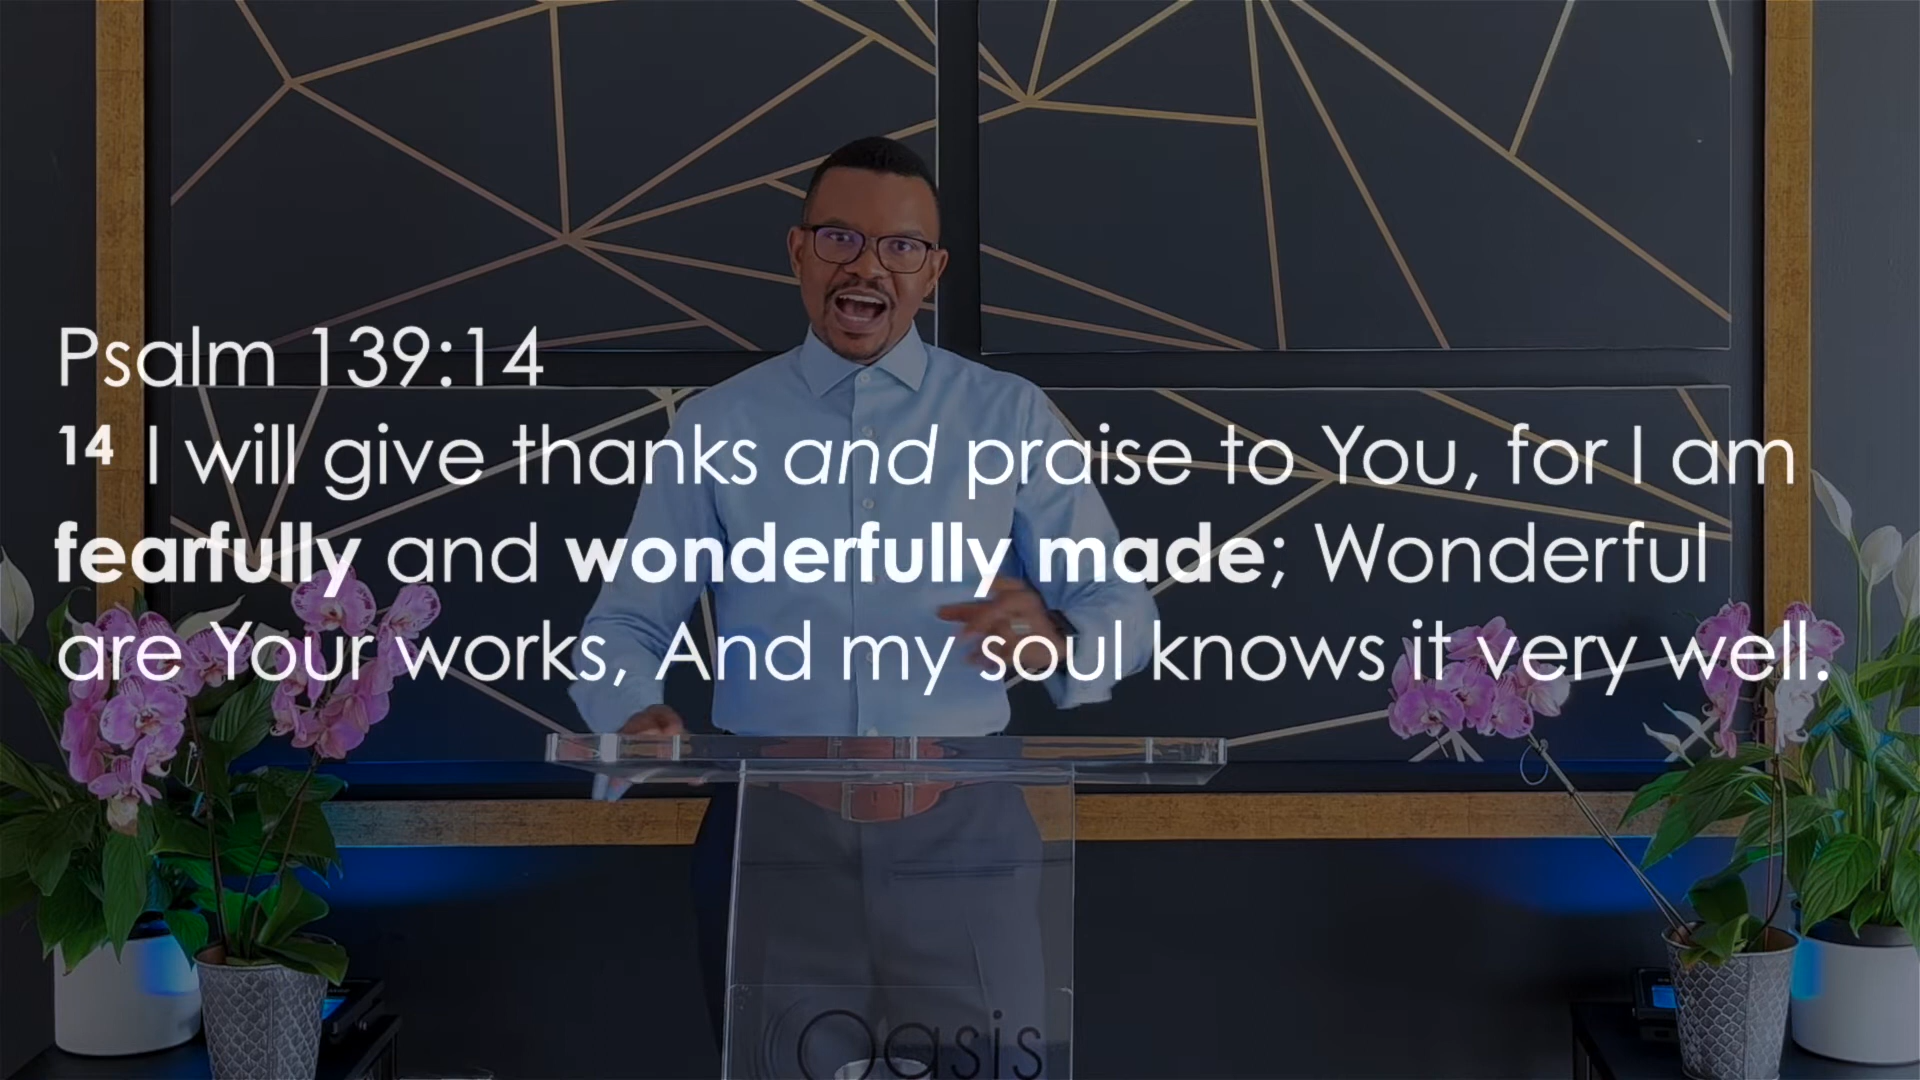 Psalm 139:14
14 I will give thanks and praise to You, for I am
fearfully and wonderfully made; Wonderful
are Your works, And my soul knows it very well.
Oasis